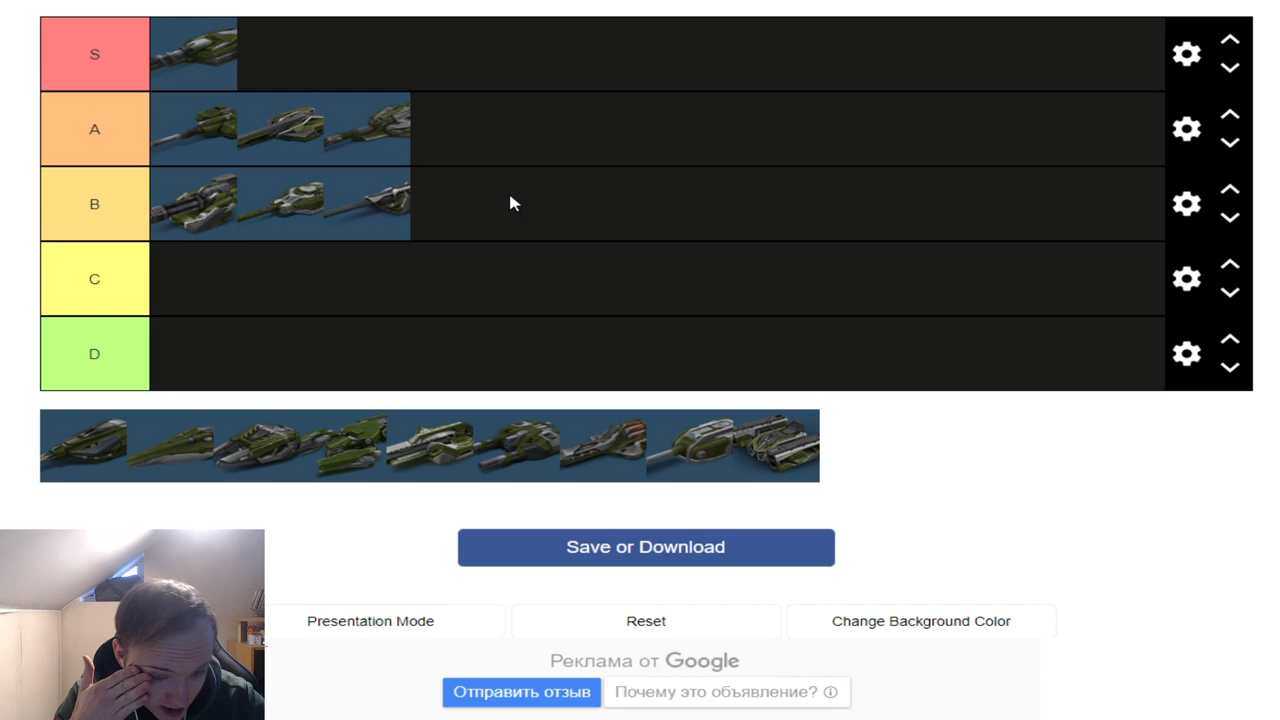 S
A
B
C
D
Save or Download
Presentation Mode
Reset
Change Background Color
Реклама от Google
Отправить отзыв
Почему это объявление?